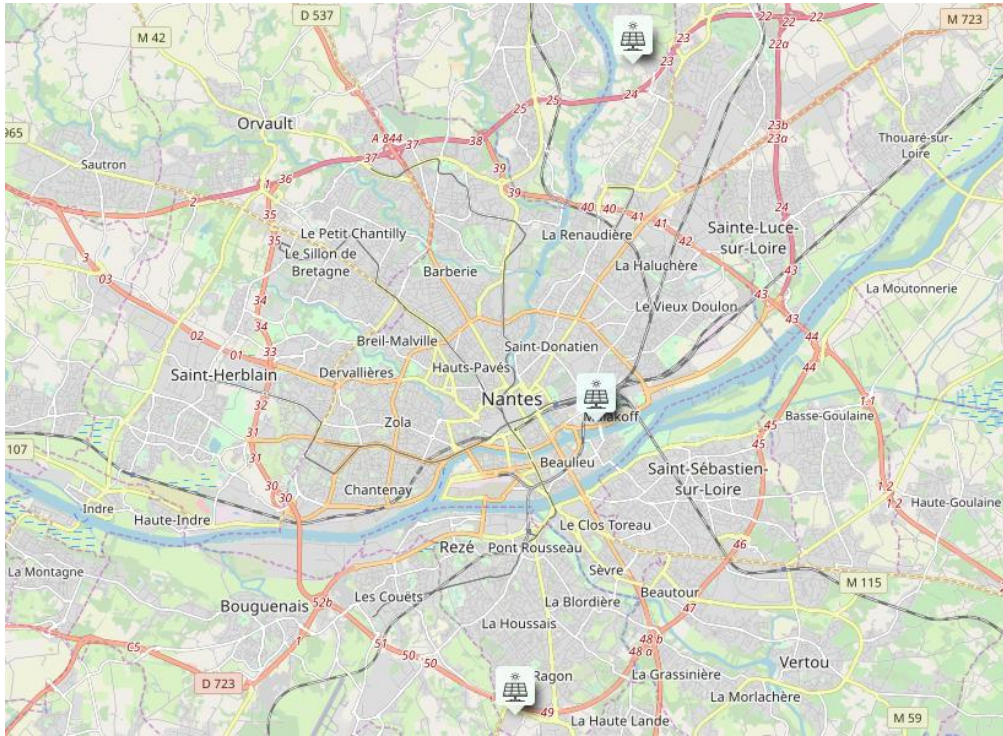 D 537
M 42
22
22
M 723
23
22a
23
24
25
25
Orvault
A 844
37
37
38
23b
23a
965
Thouaré-sur-
Loire
Sautron
39
36
1
2
39
40
40
41
41
24
35
35
Le Petit Chantilly
La Renaudière
Sainte-Luce-
sur-Loire
42
Le Sillon de
Bretagne
Barberie
La Haluchère
3
03
43
La Moutonnerie
34
34
Le Vieux Doulon
43
43
02
01
33
Breil-Malville
Saint-Donatien
44
44
Saint-Herblain
Dervallières
Hauts-Pavés
32
Nantes
1.1
Zola
Basse-Goulaine
31
45
107
Beaulieu
45
Saint-Sébastien-
sur-Loire
30
30
Chantenay
1.2
1.2
Indre
Haute-Indre
Haute-Goulaine
Le Clos Toreau
Rezé
Pont Rousseau
46
La Montagne
Sèvre
M 115
Les Couëts
Beautour
Bouguenais
52b
La Blordière
47
1
La Houssais
C5
51
50
50
48 b
48 a
Vertou
D 723
Ragon
La Grassinière
La Morlachère
49
La Haute Lande
M 59